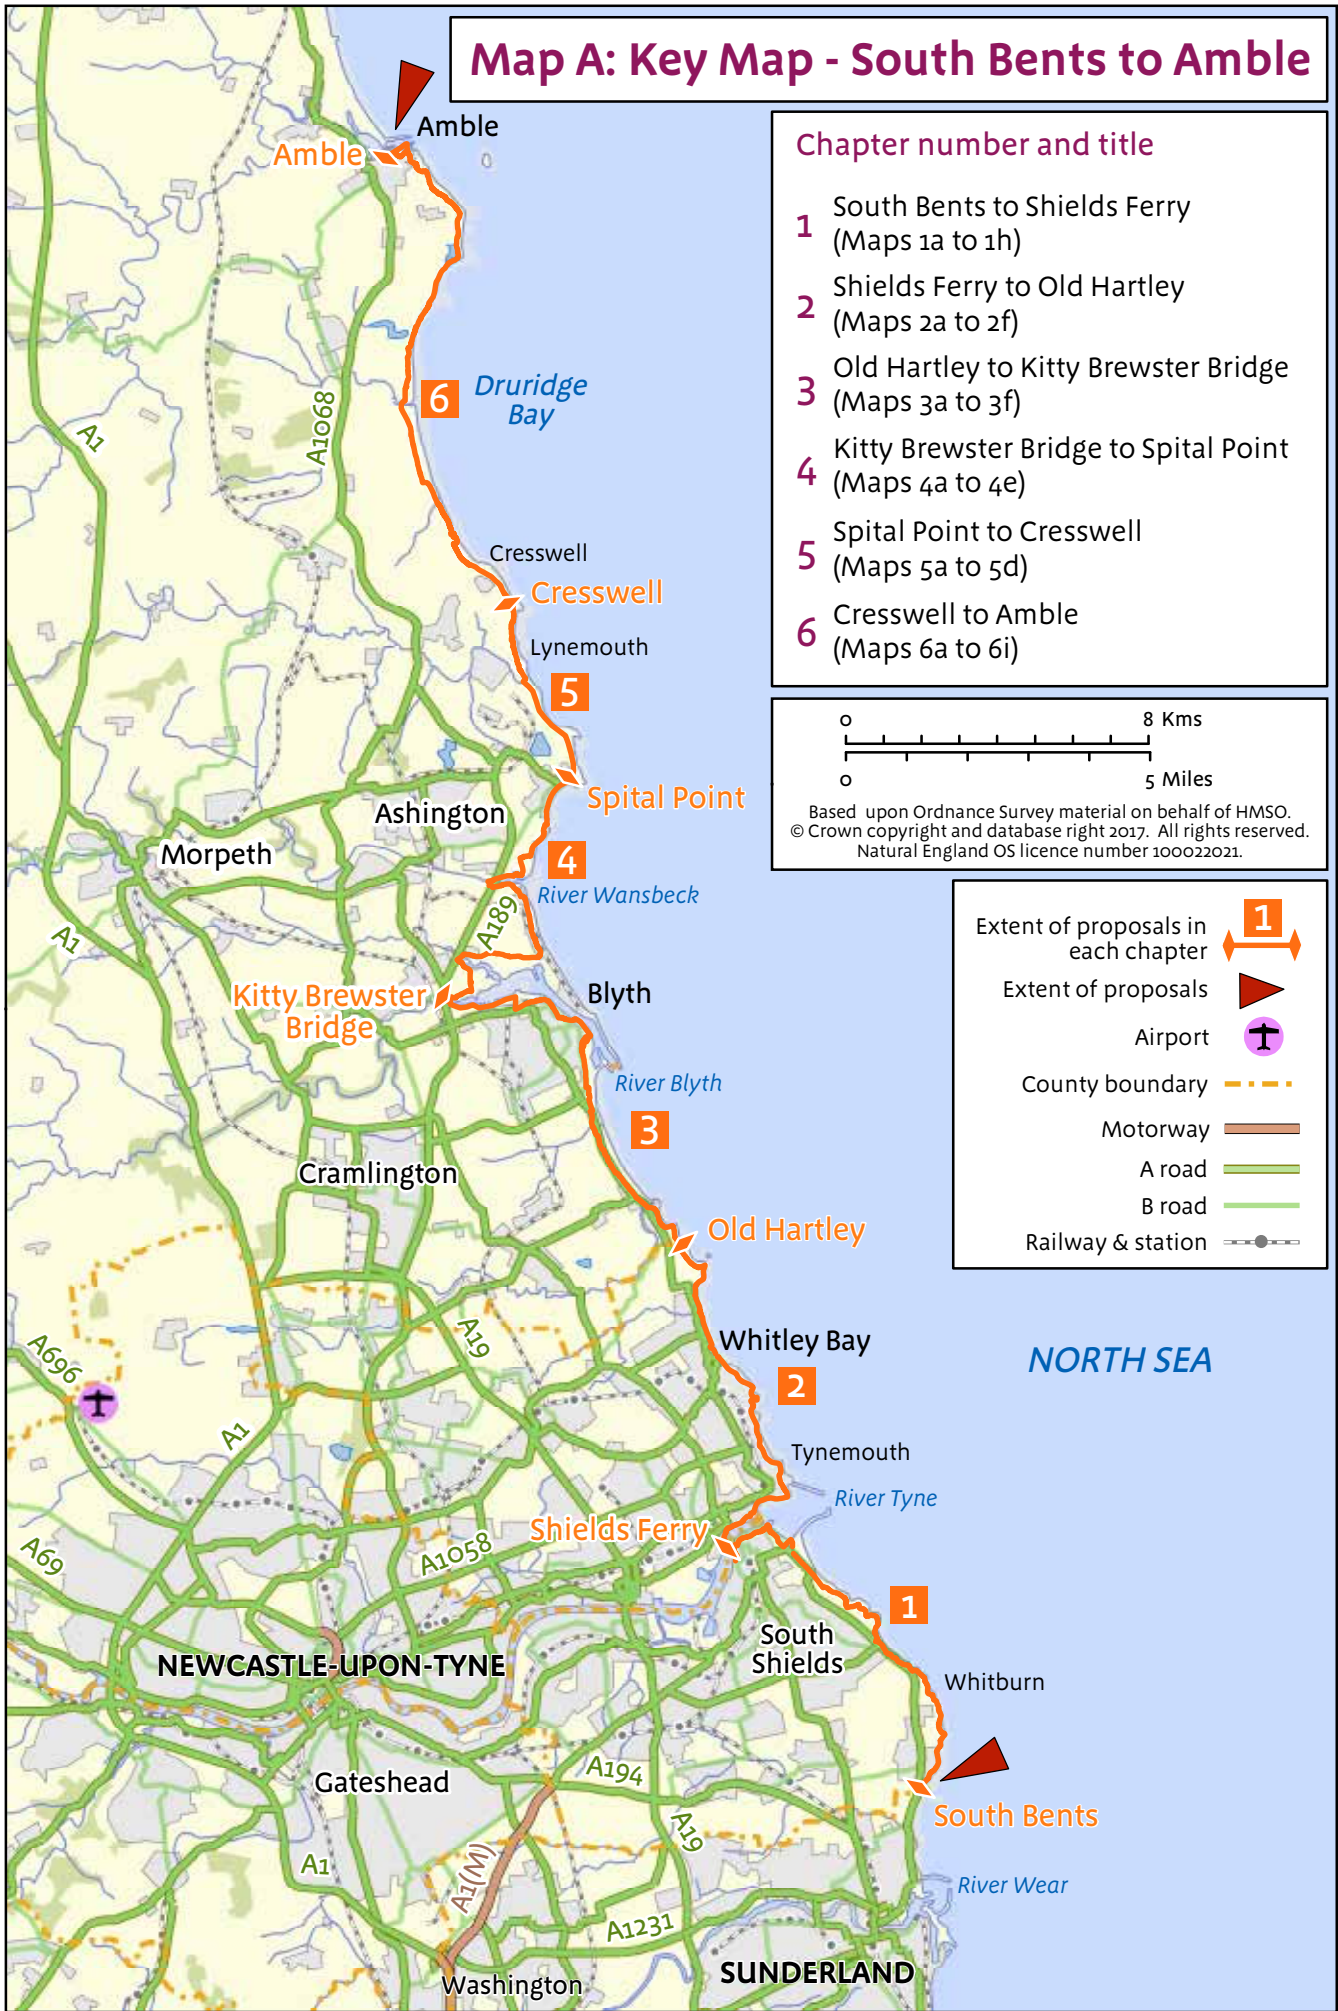 Map A: Key Map - South Bents to Amble
Chapter number and title
1 South Bents to Shields Ferry
(Maps 1a to 1h)
2 Shields Ferry to Old Hartley
(Maps 2a to 2f)
3 Old Hartley to Kitty Brewster Bridge
(Maps 3a to 3f)
4 Kitty Brewster Bridge to Spital Point
(Maps 4a to 4e)
5 Spital Point to Cresswell
(Maps 5a to 5d)
6 Cresswell to Amble
(Maps 6a to 6i)
0 8 Kms
0 5 Miles
Based upon Ordnance Survey material on behalf of HMSO.
© Crown copyright and database right 2017. All rights reserved.
Natural England OS licence number 100022021.
Extent of proposals in
each chapter
1
Extent of proposals
Airport
County boundary
Motorway
A road
B road
Railway & station
Amble
Amble
A1068
A1
6
Druridge
Bay
Cresswell
Cresswell
Lynemouth
5
Spital Point
Ashington
Morpeth
4
River Wansbeck
A189
A1
Kitty Brewster
Bridge
Blyth
River Blyth
3
Cramlington
Old Hartley
A19
Whitley Bay
A696
2
NORTH SEA
A1
Tynemouth
River Tyne
Shields Ferry
A1058
A69
1
South
Shields
NEWCASTLE-UPON-TYNE
Whitburn
Gateshead
A194
South Bents
A19
A1
A1(M)
River Wear
A1231
SUNDERLAND
Washington